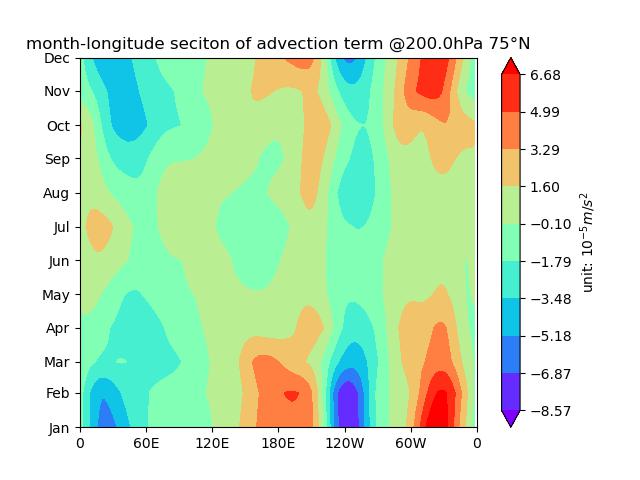 month-longitude seciton of advection term @200.0hPa 75°N
Dec
Nov
Oct
Sep
Aug
Jul
Jun
May
Apr
Mar
Feb
Jan
0 60E 120E 180E 120W 60W 0
6.68
4.99
3.29
1.60
−0.10
−1.79
−3.48
−5.18
−6.87
−8.57
unit: 10⁻⁵m/s²